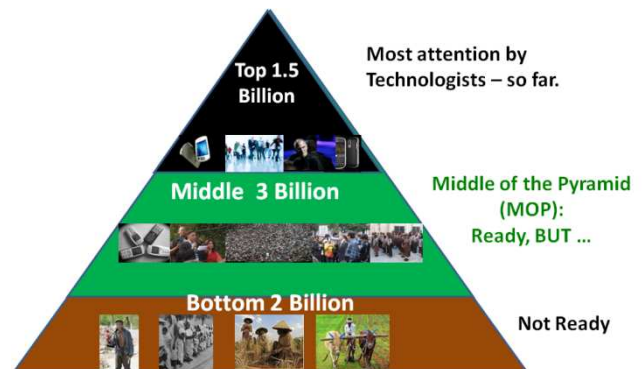 Top 1.5
Billion
Most attention by
Technologists – so far.
Middle 3 Billion
Middle of the Pyramid
(MOP):
Ready, BUT ...
Bottom 2 Billion
Not Ready